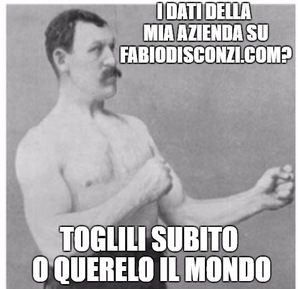 I DATI DELLA
MIA AZIENDA SU
FABIODISCONZI.COM?
TOGLILI SUBITO
O QUERELO IL MONDO